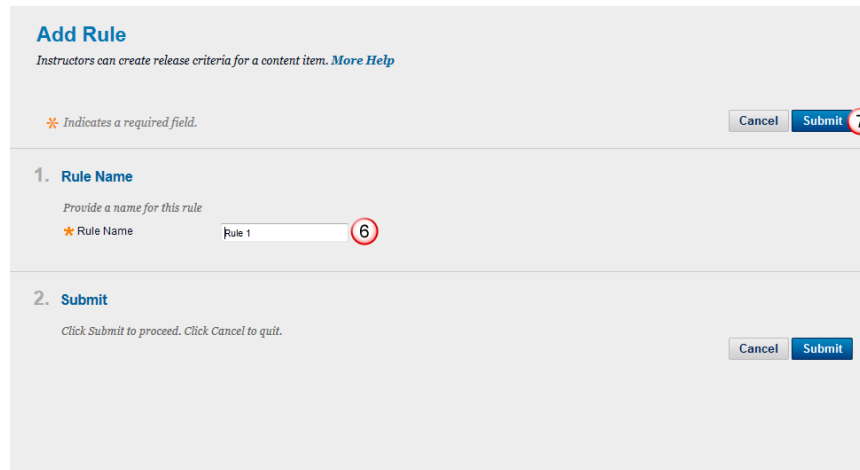 Add Rule
Instructors can create release criteria for a content item. More Help
Indicates a required field.
Cancel Submit 7
1. Rule Name
Provide a name for this rule
Rule Name Rule 1 6
2. Submit
Click Submit to proceed. Click Cancel to quit.
Cancel Submit